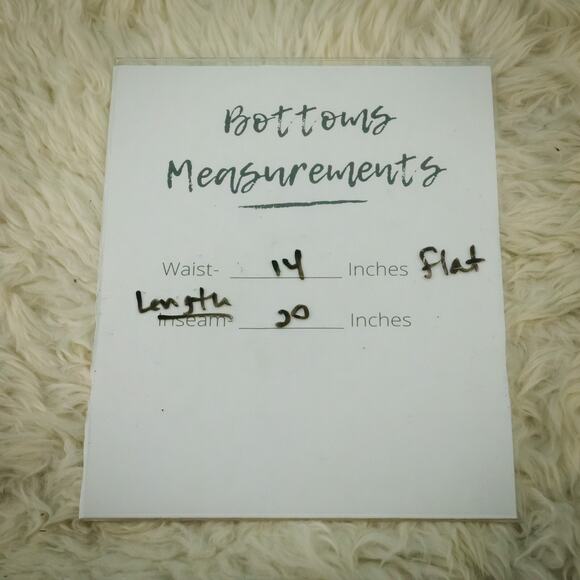 Bottoms
Measurements
Waist- 14 Inches Flat
Length
Inseam- 20 Inches